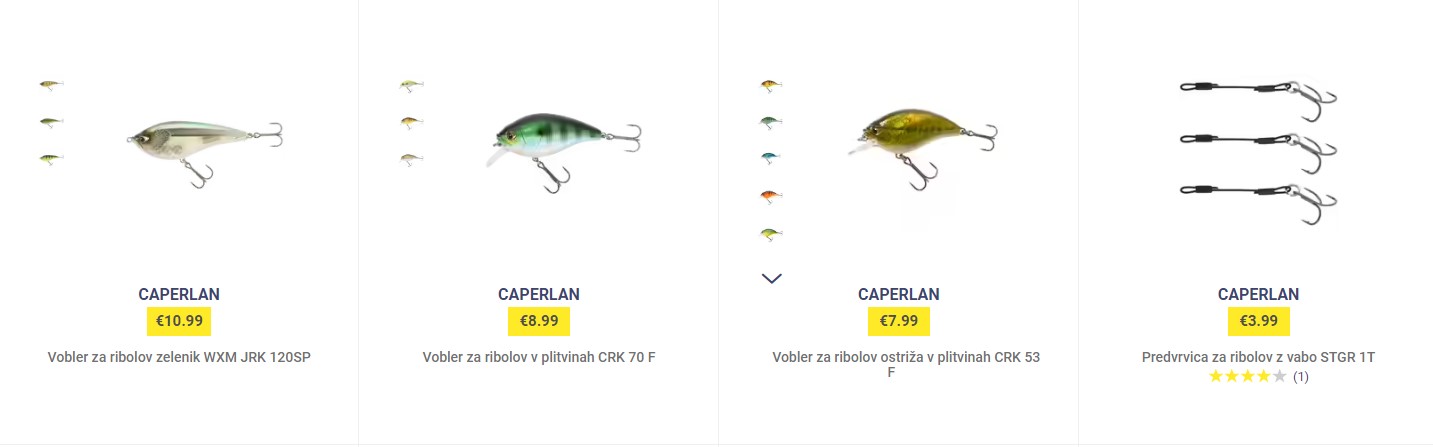 CAPERLAN
€10.99
Vobler za ribolov zelenik WXM JRK 120SP
CAPERLAN
€8.99
Vobler za ribolov v plitvinah CRK 70 F
CAPERLAN
€7.99
Vobler za ribolov ostriža v plitvinah CRK 53
F
CAPERLAN
€3.99
Predvrvica za ribolov z vabo STGR 1T
(1)